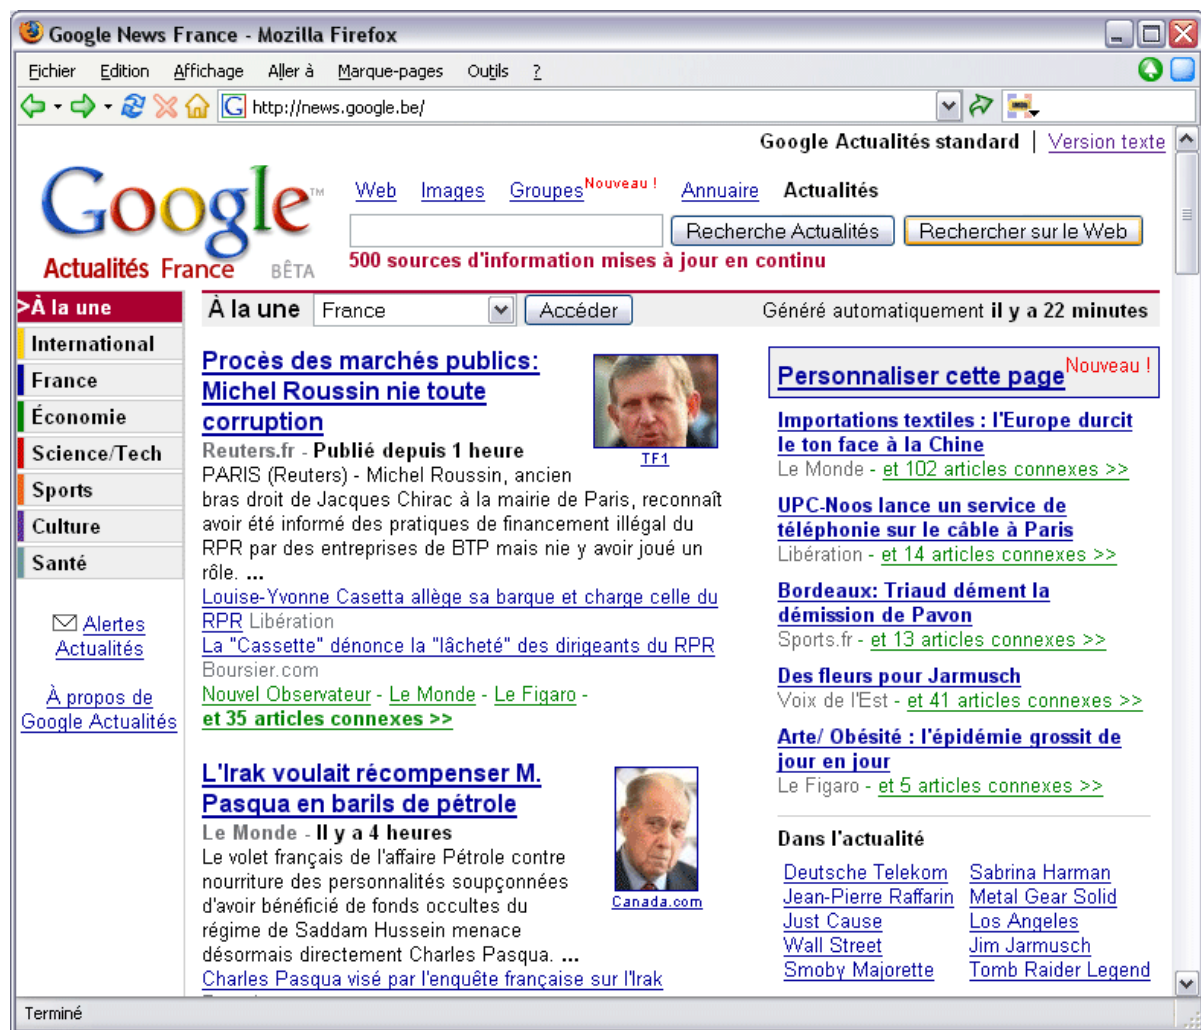 Google News France - Mozilla Firefox
Fichier Edition Affichage Aller à Marque-pages Outils ?
G http://news.google.be/
Google Actualités standard | Version texte
Google™
Actualités France BÊTA
Web Images Groupes Nouveau ! Annuaire Actualités
Recherche Actualités Rechercher sur le Web
500 sources d'information mises à jour en continu
>À la une
International
France
Économie
Science/Tech
Sports
Culture
Santé
Alertes
Actualités
À propos de
Google Actualités
À la une France Accéder Généré automatiquement il y a 22 minutes
Procès des marchés publics:
Michel Roussin nie toute
corruption
Reuters.fr - Publié depuis 1 heure
TF1
PARIS (Reuters) - Michel Roussin, ancien
bras droit de Jacques Chirac à la mairie de Paris, reconnaît
avoir été informé des pratiques de financement illégal du
RPR par des entreprises de BTP mais nie y avoir joué un
rôle. ...
Louise-Yvonne Casetta allège sa barque et charge celle du
RPR Libération
La "Cassette" dénonce la "lâcheté" des dirigeants du RPR
Boursier.com
Nouvel Observateur - Le Monde - Le Figaro -
et 35 articles connexes >>
L'Irak voulait récompenser M.
Pasqua en barils de pétrole
Le Monde - Il y a 4 heures
Le volet français de l'affaire Pétrole contre
nourriture des personnalités soupçonnées
d'avoir bénéficié de fonds occultes du
régime de Saddam Hussein menace
désormais directement Charles Pasqua. ...
Canada.com
Charles Pasqua visé par l'enquête française sur l'Irak
Personnaliser cette page Nouveau !
Importations textiles : l'Europe durcit
le ton face à la Chine
Le Monde - et 102 articles connexes >>
UPC-Noos lance un service de
téléphonie sur le câble à Paris
Libération - et 14 articles connexes >>
Bordeaux: Triaud dément la
démission de Pavon
Sports.fr - et 13 articles connexes >>
Des fleurs pour Jarmusch
Voix de l'Est - et 41 articles connexes >>
Arte/ Obésité : l'épidémie grossit de
jour en jour
Le Figaro - et 5 articles connexes >>
Dans l'actualité
Deutsche Telekom Sabrina Harman
Jean-Pierre Raffarin Metal Gear Solid
Just Cause Los Angeles
Wall Street Jim Jarmusch
Smoby Majorette Tomb Raider Legend
Terminé